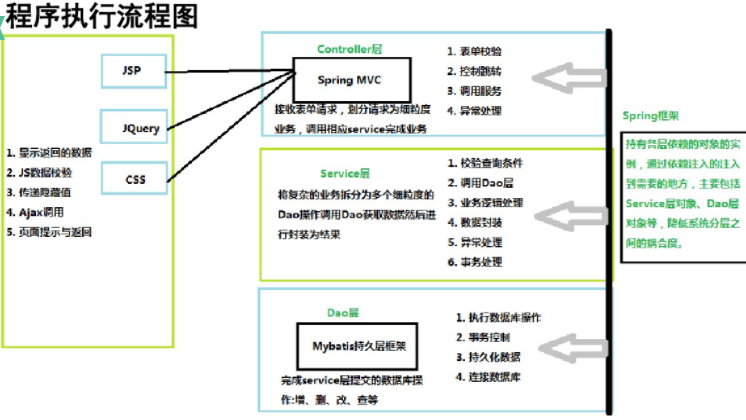 程序执行流程图
JSP
JQuery
CSS
1. 显示返回的数据
2. JS数据校验
3. 传递隐藏值
4. Ajax调用
5. 页面提示与返回
Controller层
Spring MVC
接收表单请求，划分请求为细粒度
业务，调用相应service完成业务
1. 表单校验
2. 控制跳转
3. 调用服务
4. 异常处理
Service层
将复杂的业务拆分为多个细粒度的
Dao操作调用Dao获取数据然后进
行封装为结果
1. 校验查询条件
2. 调用Dao层
3. 业务逻辑处理
4. 数据封装
5. 异常处理
6. 事务处理
Dao层
Mybatis持久层框架
完成service层提交的数据库操
作:增、删、改、查等
1. 执行数据库操作
2. 事务控制
3. 持久化数据
4. 连接数据库
Spring框架
持有各层依赖的对象的实
例，通过依赖注入的注入
到需要的地方，主要包括
Service层对象、Dao层
对象等，降低系统分层之
间的耦合度。